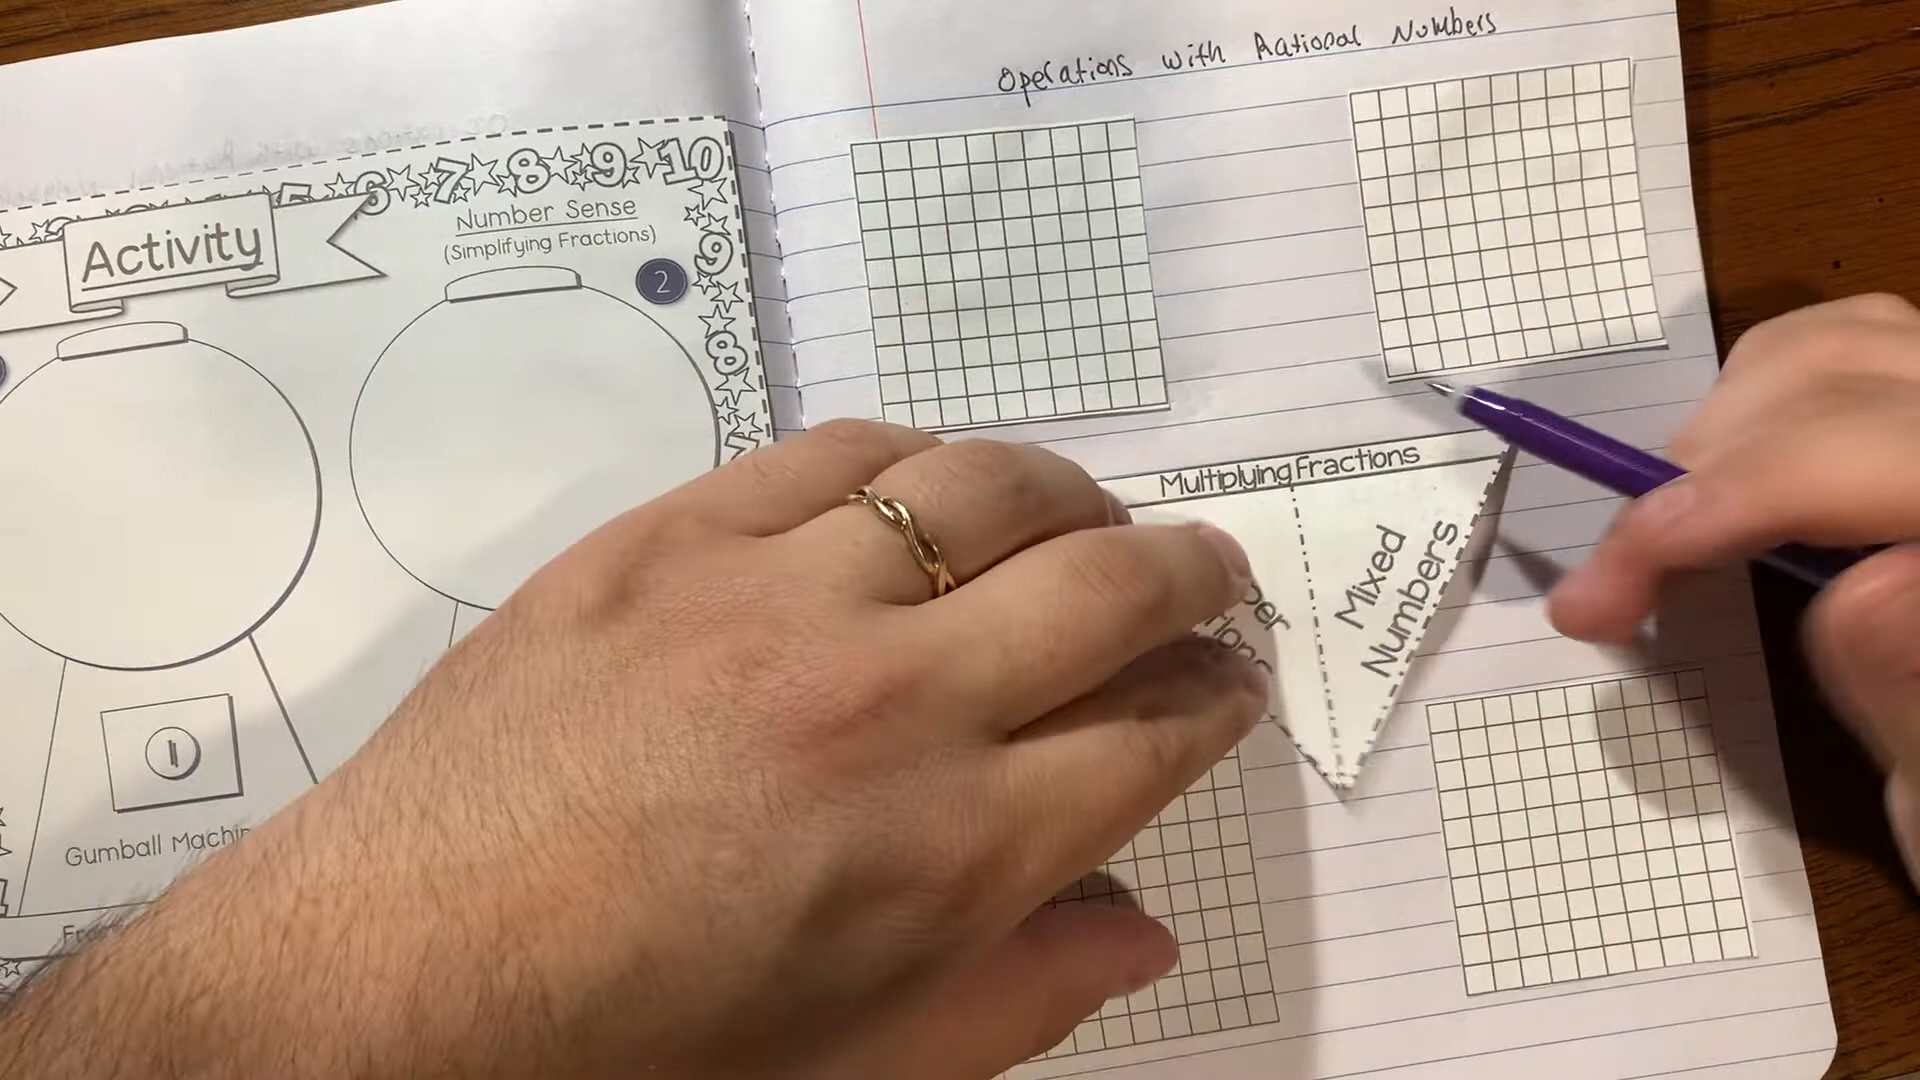 Operations with Rational Numbers
5 6 7 8 9 10
Activity
Number Sense
(Simplifying Fractions)
2
9
8
1
Gumball
Multiplying Fractions
Mixed
Numbers